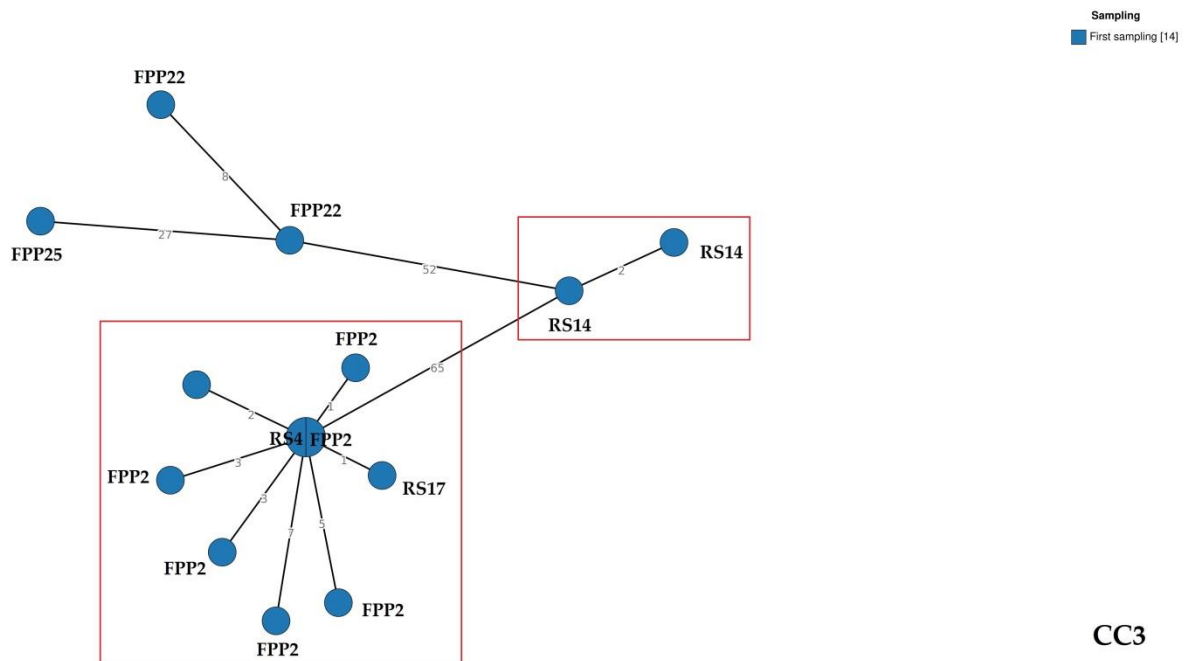 Sampling
First sampling [14]
FPP22
8
FPP22
FPP25
27
52
RS14
2
RS14
FPP2
65
2
1
RS4 FPP2
3
1
FPP2
RS17
3
7
5
FPP2
FPP2
FPP2
CC3